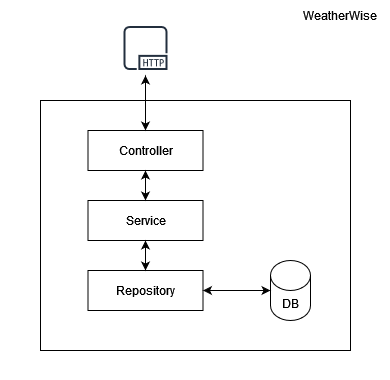 WeatherWise
HTTP
Controller
Service
Repository
DB